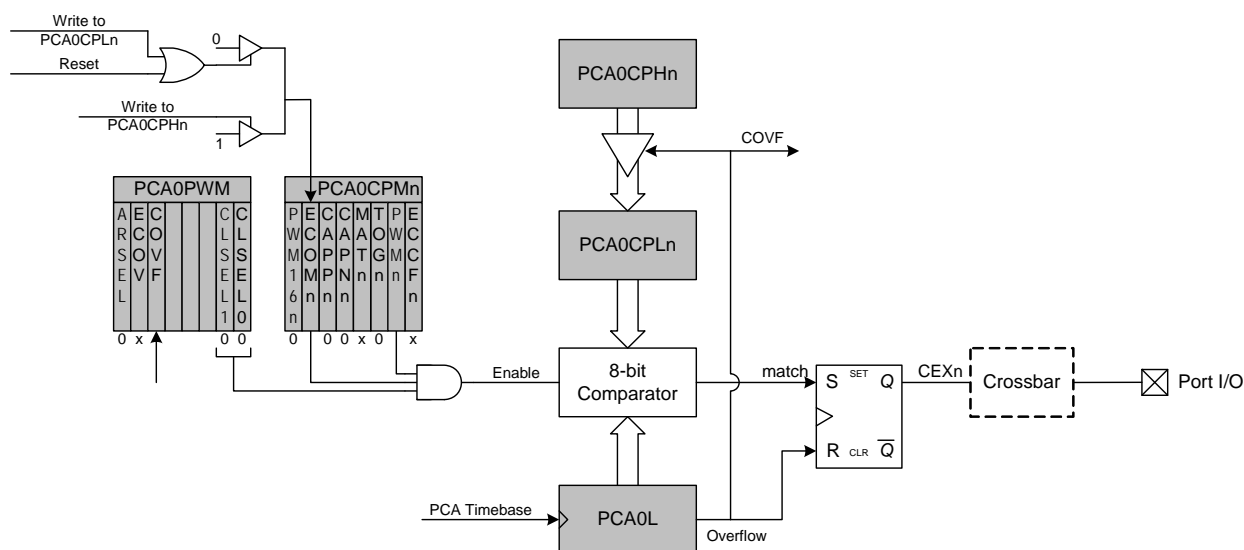 Write to
PCA0CPLn
Reset
0
Write to
PCA0CPHn
1
PCA0CPHn
COVF
PCA0PWM
ARSEL
ECOV
COVF
CLSEL1
CLSEL0
0 x 0 0
PCA0CPMn
PWM16n
ECOMn
CAPPn
CAPNn
MATn
TOGn
PWMn
ECCFn
0 0 0 x 0 x
PCA0CPLn
Enable
8-bit
Comparator
match
S SET Q
R CLR Q
CEXn
Crossbar
Port I/O
PCA Timebase
PCA0L
Overflow